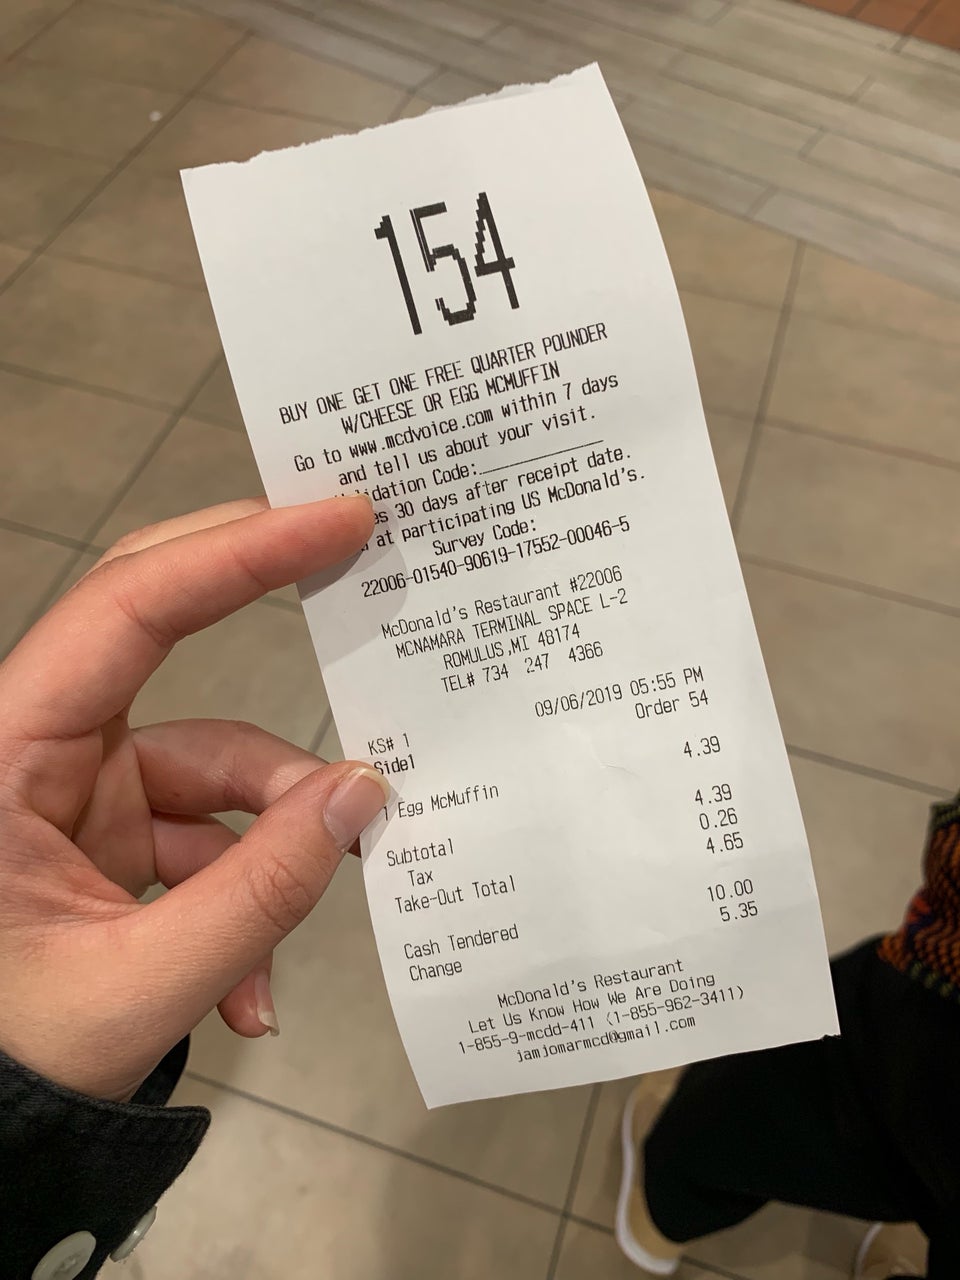 154
BUY ONE GET ONE FREE QUARTER POUNDER
W/CHEESE OR EGG MCMUFFIN
Go to www.mcdvoice.com within 7 days
and tell us about your visit.
Code:____________
30 days after receipt date.
at participating US McDonald's.
Survey Code:
22006-01540-90619-17552-00046-5
McDonald's Restaurant #22006
MCNAMARA TERMINAL SPACE L-2
ROMULUS,MI 48174
TEL# 734 247 4366
09/06/2019 05:55 PM
KS# 1 Order 54
Side1
1 Egg McMuffin 4.39
Subtotal 4.39
Tax 0.26
Take-Out Total 4.65
Cash Tendered 10.00
Change 5.35
McDonald's Restaurant
Let Us Know How We Are Doing
1-855-9-mcdd-411 (1-855-962-3411)
jamjomarmcd@gmail.com